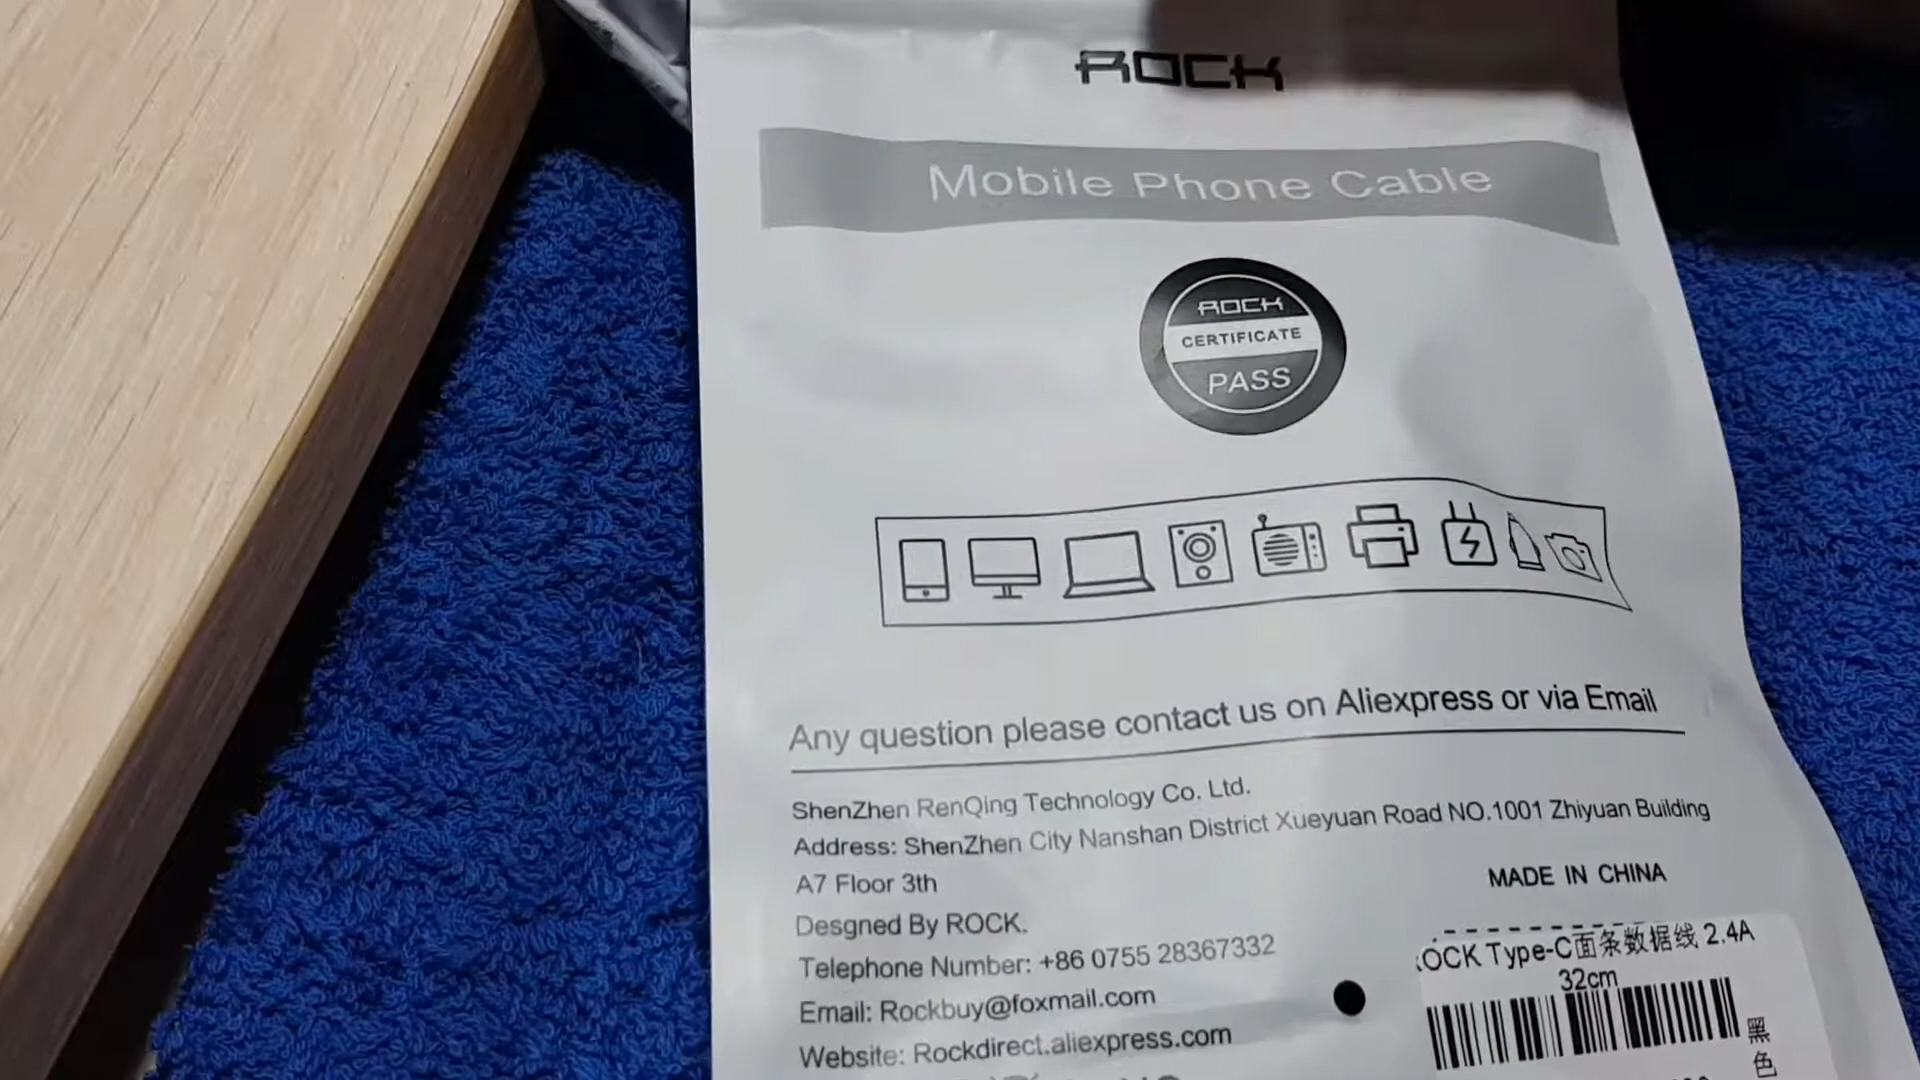 ROCK
Mobile Phone Cable
ROCK
CERTIFICATE
PASS
Any question please contact us on Aliexpress or via Email
ShenZhen RenQing Technology Co. Ltd.
Address: ShenZhen City Nanshan District Xueyuan Road NO.1001 Zhiyuan Building
A7 Floor 3th
MADE IN CHINA
Desgned By ROCK.
Telephone Number: +86 0755 28367332
Email: Rockbuy@foxmail.com
Website: Rockdirect.aliexpress.com
OCK Type-C面条数据线 2.4A
32cm
黑色